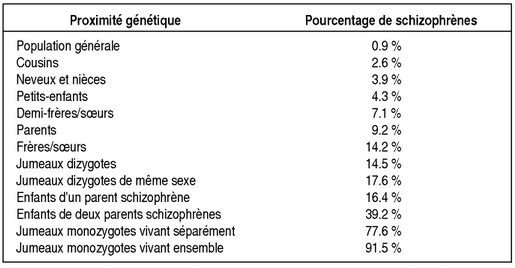 Proximité génétique Pourcentage de schizophrènes
Population générale 0.9 %
Cousins 2.6 %
Neveux et nièces 3.9 %
Petits-enfants 4.3 %
Demi-frères/sœurs 7.1 %
Parents 9.2 %
Frères/sœurs 14.2 %
Jumeaux dizygotes 14.5 %
Jumeaux dizygotes de même sexe 17.6 %
Enfants d'un parent schizophrène 16.4 %
Enfants de deux parents schizophrènes 39.2 %
Jumeaux monozygotes vivant séparément 77.6 %
Jumeaux monozygotes vivant ensemble 91.5 %